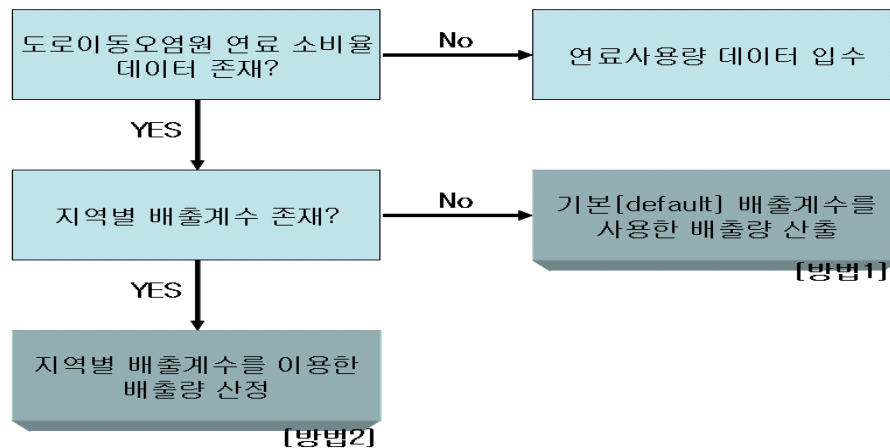 도로이동오염원 연료 소비율
데이터 존재?
No
연료사용량 데이터 입수
YES
지역별 배출계수 존재?
No
기본[default] 배출계수를
사용한 배출량 산출
[방법1]
YES
지역별 배출계수를 이용한
배출량 산정
[방법2]